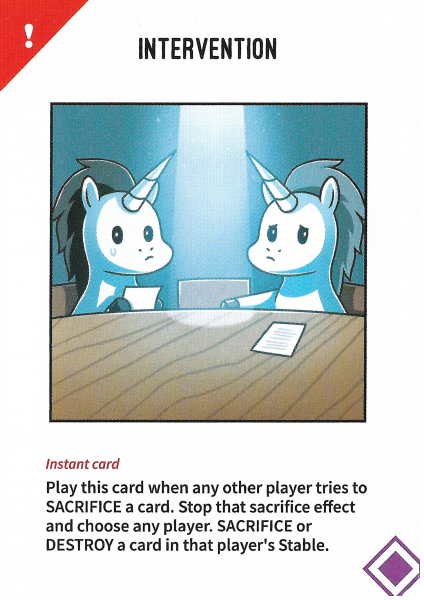 !
INTERVENTION
Instant card
Play this card when any other player tries to
SACRIFICE a card. Stop that sacrifice effect
and choose any player. SACRIFICE or
DESTROY a card in that player's Stable.